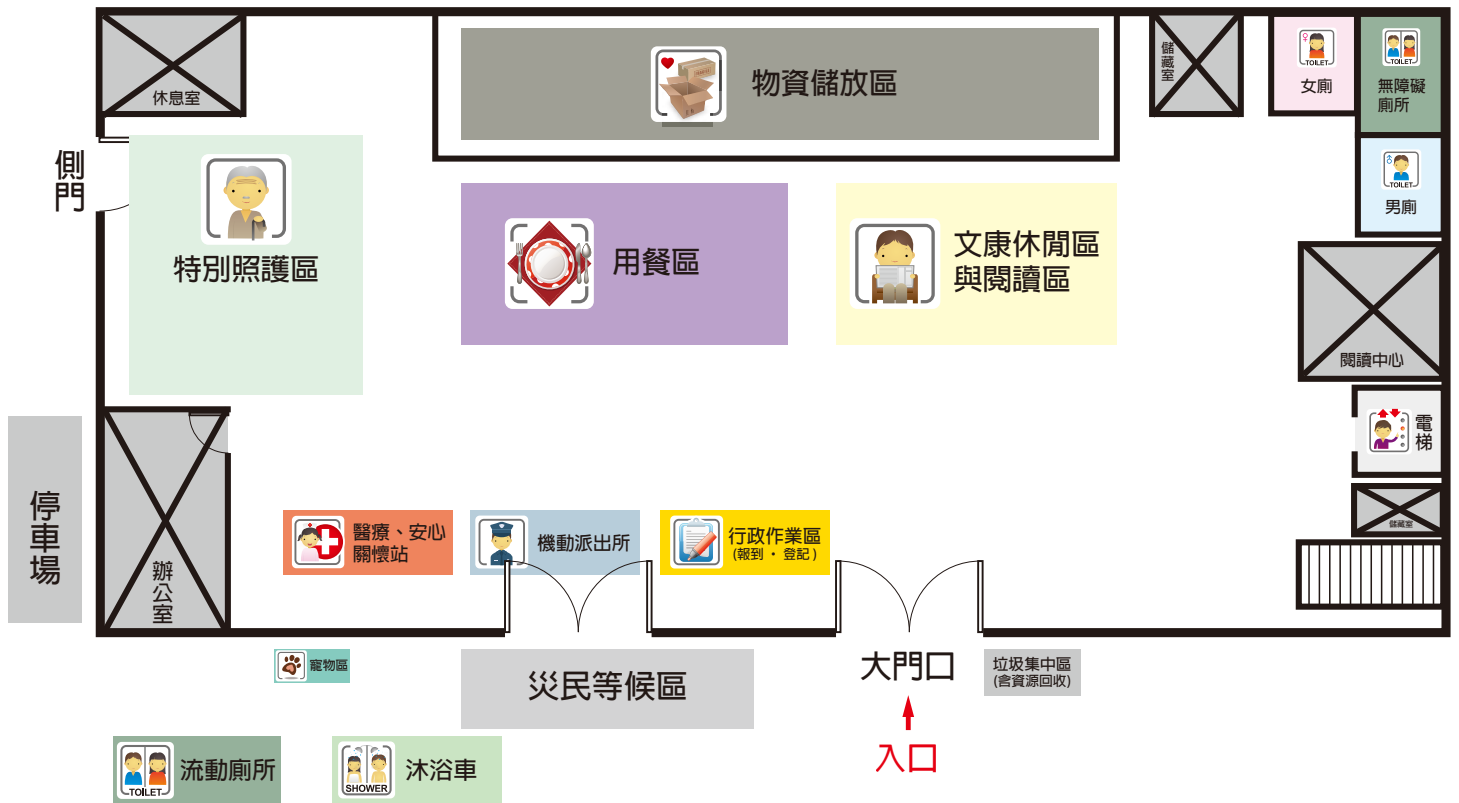 休息室
物資儲放區
儲藏室
TOILET
女廁
TOILET
無障礙
廁所
側門
特別照護區
用餐區
文康休閒區
與閱讀區
TOILET
男廁
閱讀中心
電梯
儲藏室
停車場
辦公室
醫療、安心
關懷站
機動派出所
行政作業區
(報到 ・ 登記)
寵物區
災民等候區
大門口
垃圾集中區
(含資源回收)
入口
TOILET
流動廁所
SHOWER
沐浴車